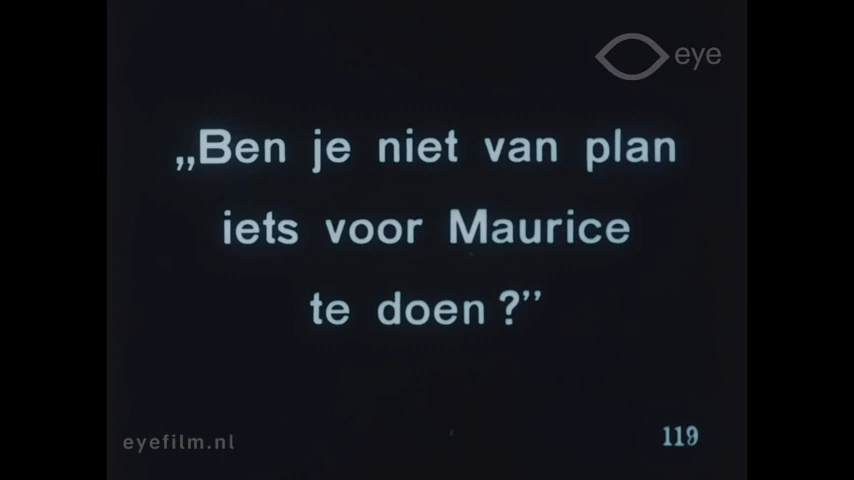 eye
„Ben je niet van plan
iets voor Maurice
te doen?”
eyefilm.nl
119